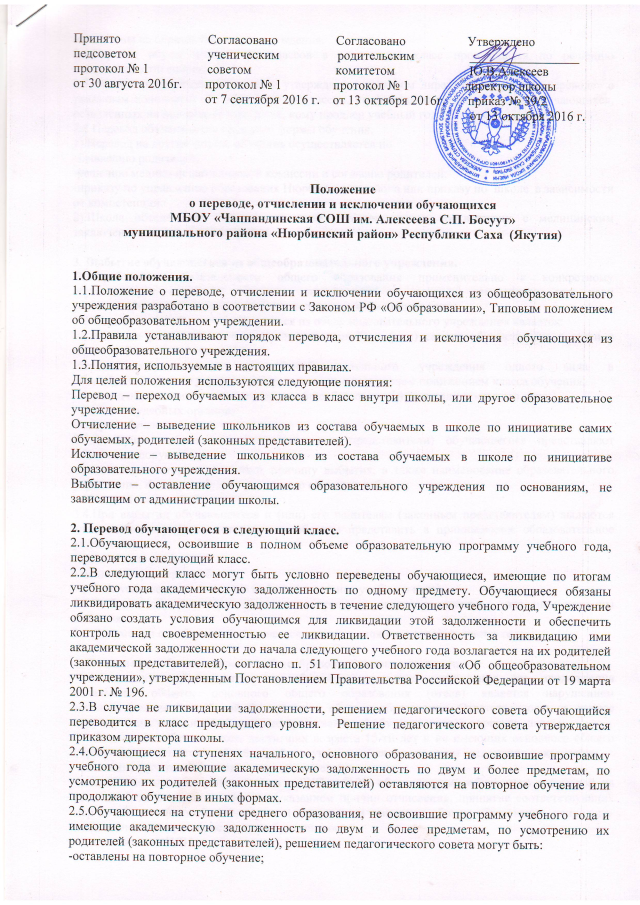 Принято Согласовано Согласовано Утверждено
педсоветом ученическим родительским
протокол № 1 советом комитетом Ю.В.Алексеев
от 30 августа 2016г. протокол № 1 протокол № 1 директор школы
от 7 сентября 2016 г. от 13 октября 2016г. приказ № 39/2
от 13 октября 2016 г.
Положение
о переводе, отчислении и исключении обучающихся
МБОУ «Чаппандинская СОШ им. Алексеева С.П. Босуут»
муниципального района «Нюрбинский район» Республики Саха (Якутия)
1.Общие положения.
1.1.Положение о переводе, отчислении и исключении обучающихся из общеобразовательного
учреждения разработано в соответствии с Законом РФ «Об образовании», Типовым положением
об общеобразовательном учреждении.
1.2.Правила устанавливают порядок перевода, отчисления и исключения обучающихся из
общеобразовательного учреждения.
1.3.Понятия, используемые в настоящих правилах.
Для целей положения используются следующие понятия:
Перевод – переход обучаемых из класса в класс внутри школы, или другое образовательное
учреждение.
Отчисление – выведение школьников из состава обучаемых в школе по инициативе самих
обучаемых, родителей (законных представителей).
Исключение – выведение школьников из состава обучаемых в школе по инициативе
образовательного учреждения.
Выбытие – оставление обучающимся образовательного учреждения по основаниям, не
зависящим от администрации школы.
2. Перевод обучающегося в следующий класс.
2.1.Обучающиеся, освоившие в полном объеме образовательную программу учебного года,
переводятся в следующий класс.
2.2.В следующий класс могут быть условно переведены обучающиеся, имеющие по итогам
учебного года академическую задолженность по одному предмету. Обучающиеся обязаны
ликвидировать академическую задолженность в течение следующего учебного года, Учреждение
обязано создать условия обучающимся для ликвидации этой задолженности и обеспечить
контроль над своевременностью ее ликвидации. Ответственность за ликвидацию ими
академической задолженности до начала следующего учебного года возлагается на их родителей
(законных представителей), согласно п. 51 Типового положения «Об общеобразовательном
учреждении», утвержденным Постановлением Правительства Российской Федерации от 19 марта
2001 г. № 196.
2.3.В случае не ликвидации задолженности, решением педагогического совета обучающийся
переводится в класс предыдущего уровня. Решение педагогического совета утверждается
приказом директора школы.
2.4.Обучающиеся на ступенях начального, основного образования, не освоившие программу
учебного года и имеющие академическую задолженность по двум и более предметам, по
усмотрению их родителей (законных представителей) оставляются на повторное обучение или
продолжают обучение в иных формах.
2.5.Обучающиеся на ступени среднего образования, не освоившие программу учебного года и
имеющие академическую задолженность по двум и более предметам, по усмотрению их
родителей (законных представителей), решением педагогического совета могут быть:
-оставлены на повторное обучение;